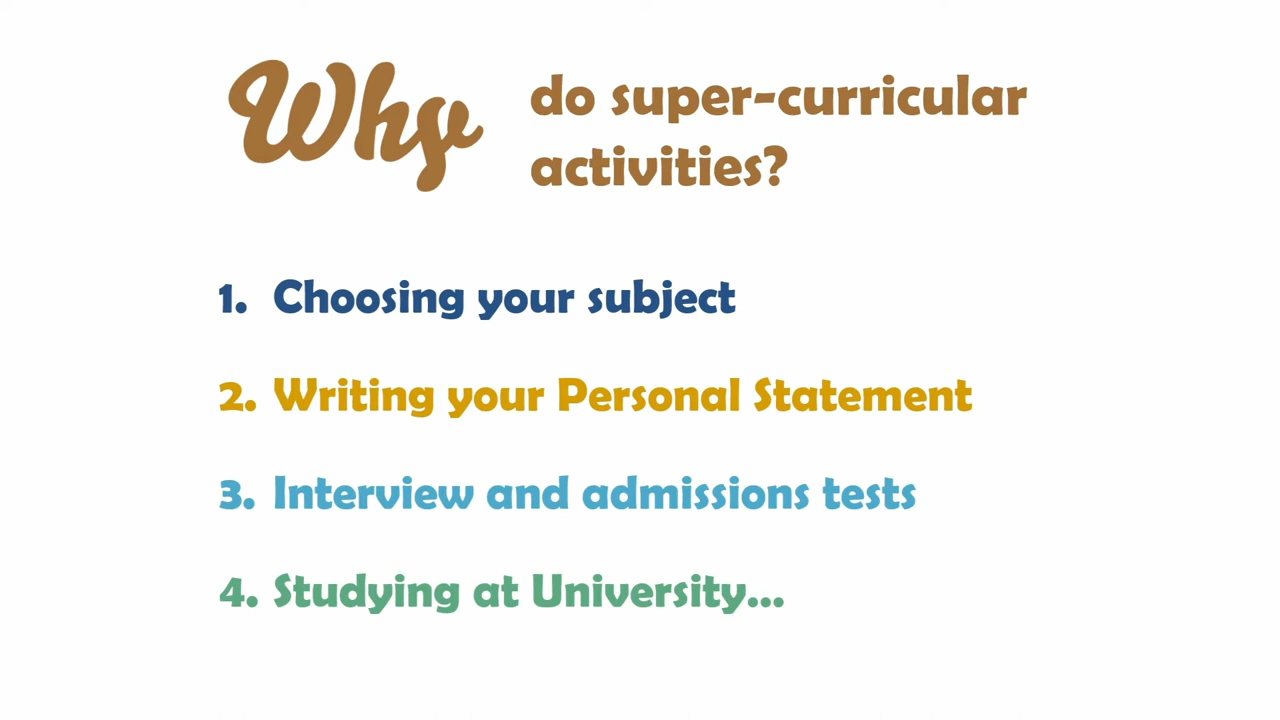 Why do super-curricular
activities?
1. Choosing your subject
2. Writing your Personal Statement
3. Interview and admissions tests
4. Studying at University...